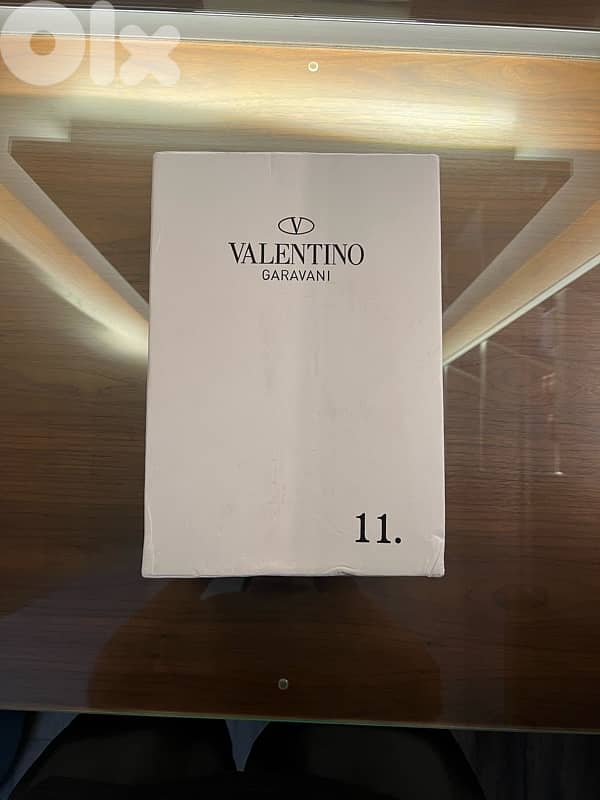 olx
V
VALENTINO
GARAVANI
11.